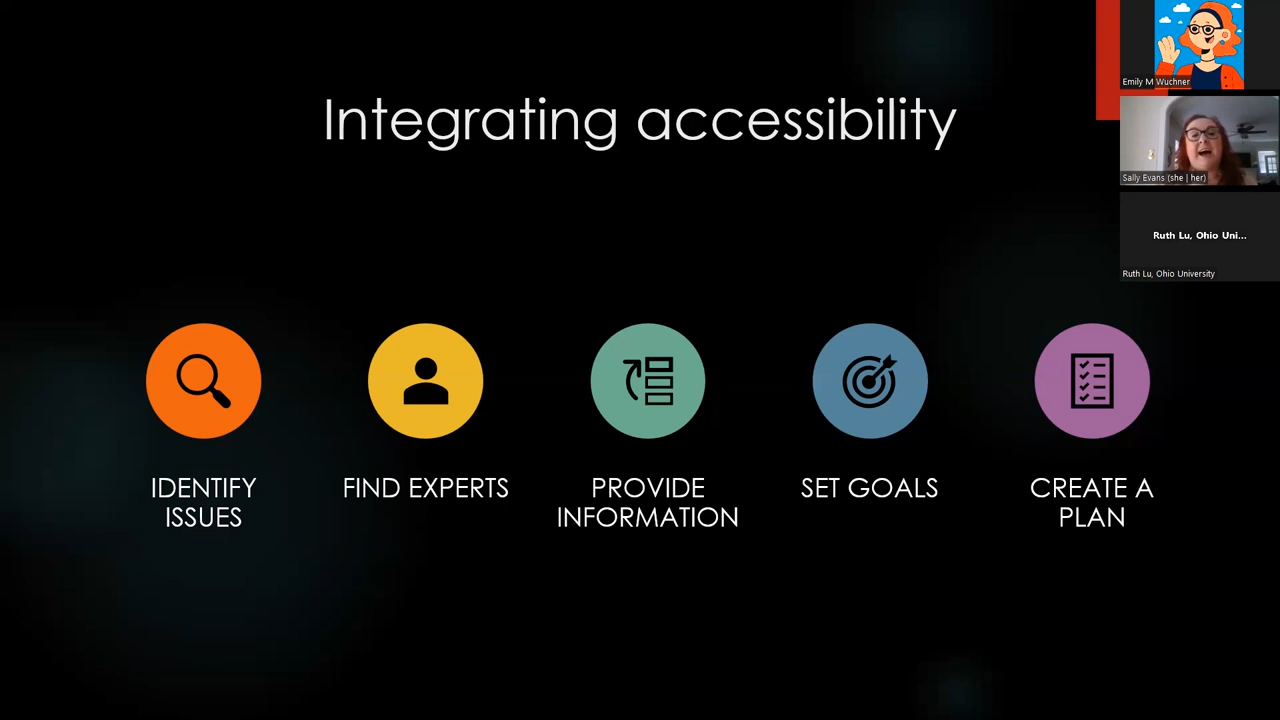 Integrating accessibility
IDENTIFY
ISSUES
FIND EXPERTS
PROVIDE
INFORMATION
SET GOALS
CREATE A
PLAN
Emily M Wuchner
Sally Evans (she | her)
Ruth Lu, Ohio Uni...
Ruth Lu, Ohio University